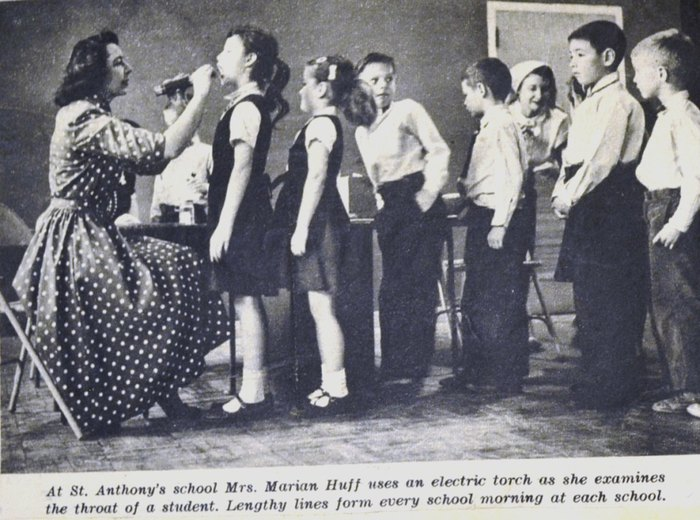 At St. Anthony's school Mrs. Marian Huff uses an electric torch as she examines
the throat of a student. Lengthy lines form every school morning at each school.